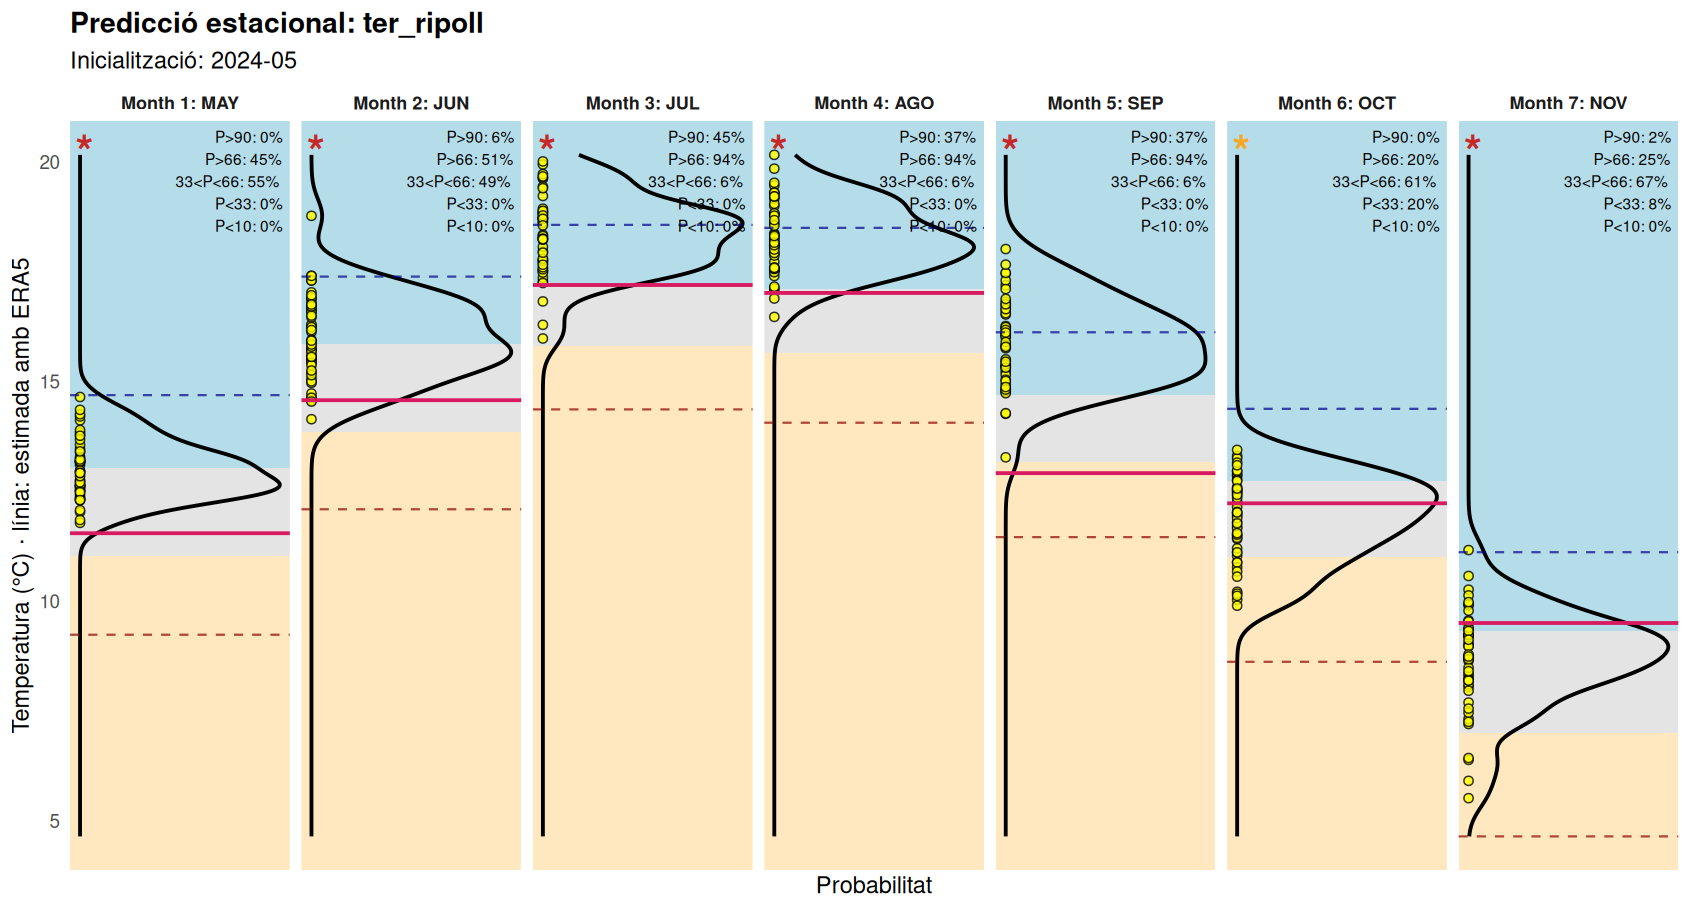 Predicció estacional: ter_ripoll
Inicialització: 2024-05
Month 1: MAY
Month 2: JUN
Month 3: JUL
Month 4: AGO
Month 5: SEP
Month 6: OCT
Month 7: NOV
*
P>90: 0%
P>66: 45%
33<P<66: 55%
P<33: 0%
P<10: 0%
*
P>90: 6%
P>66: 51%
33<P<66: 49%
P<33: 0%
P<10: 0%
*
P>90: 45%
P>66: 94%
33<P<66: 6%
P<33: 0%
P<10: 0%
*
P>90: 37%
P>66: 94%
33<P<66: 6%
P<33: 0%
P<10: 0%
*
P>90: 37%
P>66: 94%
33<P<66: 6%
P<33: 0%
P<10: 0%
*
P>90: 0%
P>66: 20%
33<P<66: 61%
P<33: 20%
P<10: 0%
*
P>90: 2%
P>66: 25%
33<P<66: 67%
P<33: 8%
P<10: 0%
20
15
10
5
Temperatura (°C) · línia: estimada amb ERA5
Probabilitat